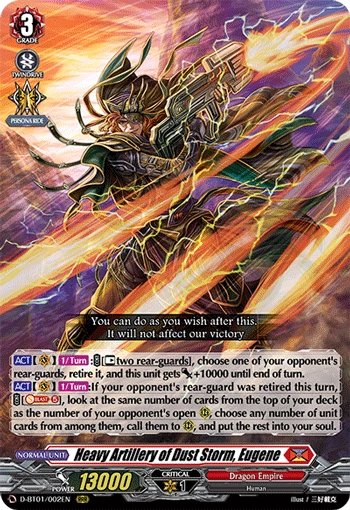 3
GRADE
TWINDRIVE
PERSONA RIDE
You can do as you wish after this.
It will not affect our victory
ACT 1/Turn : [ two rear-guards], choose one of your opponent's
rear-guards, retire it, and this unit gets +10000 until end of turn.
ACT 1/Turn :If your opponent's rear-guard was retired this turn,
[ BLAST 5], look at the same number of cards from the top of your deck
as the number of your opponent's open , choose any number of unit
cards from among, call them to , and put the rest into your soul.
NORMAL UNIT Heavy Artillery of Dust Storm, Eugene
POWER 13000 CRITICAL 1 Dragon Empire
Human
D-BT01/002EN RRR illust / 三好載克